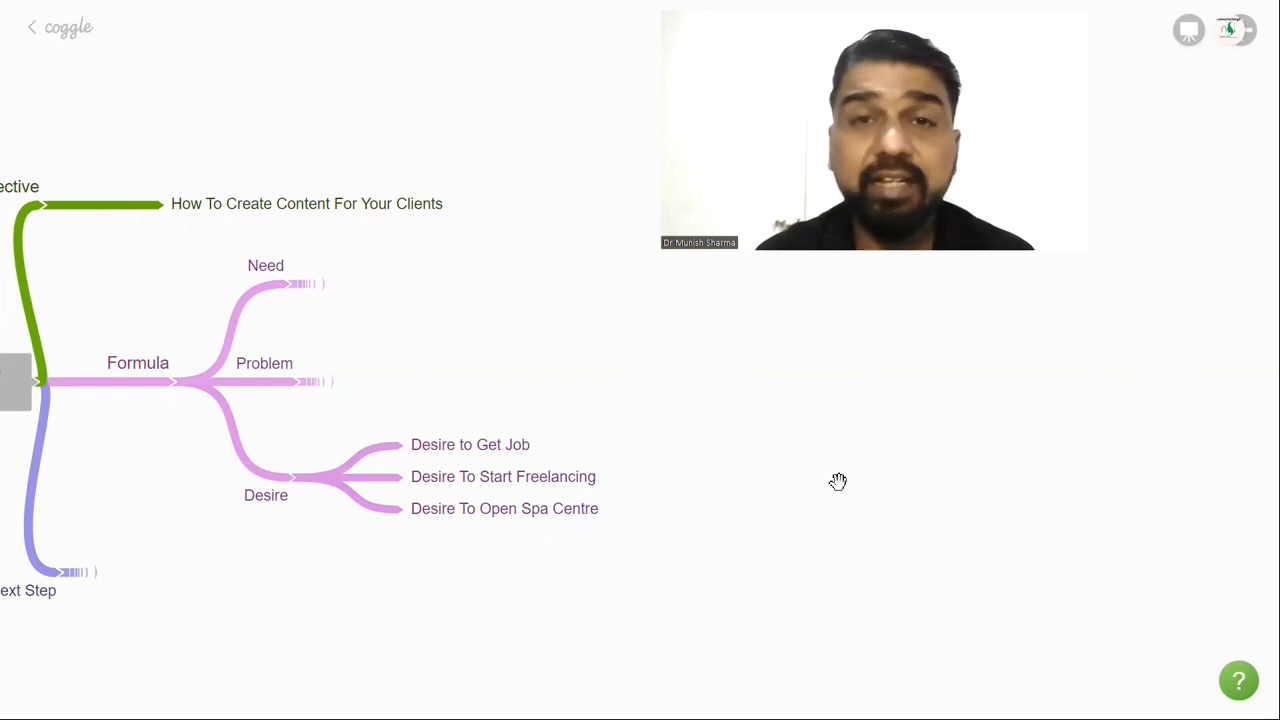 coggle
Dr Munish Sharma
ective
How To Create Content For Your Clients
Need
Formula
Problem
Desire to Get Job
Desire To Start Freelancing
Desire
Desire To Open Spa Centre
ext Step
?